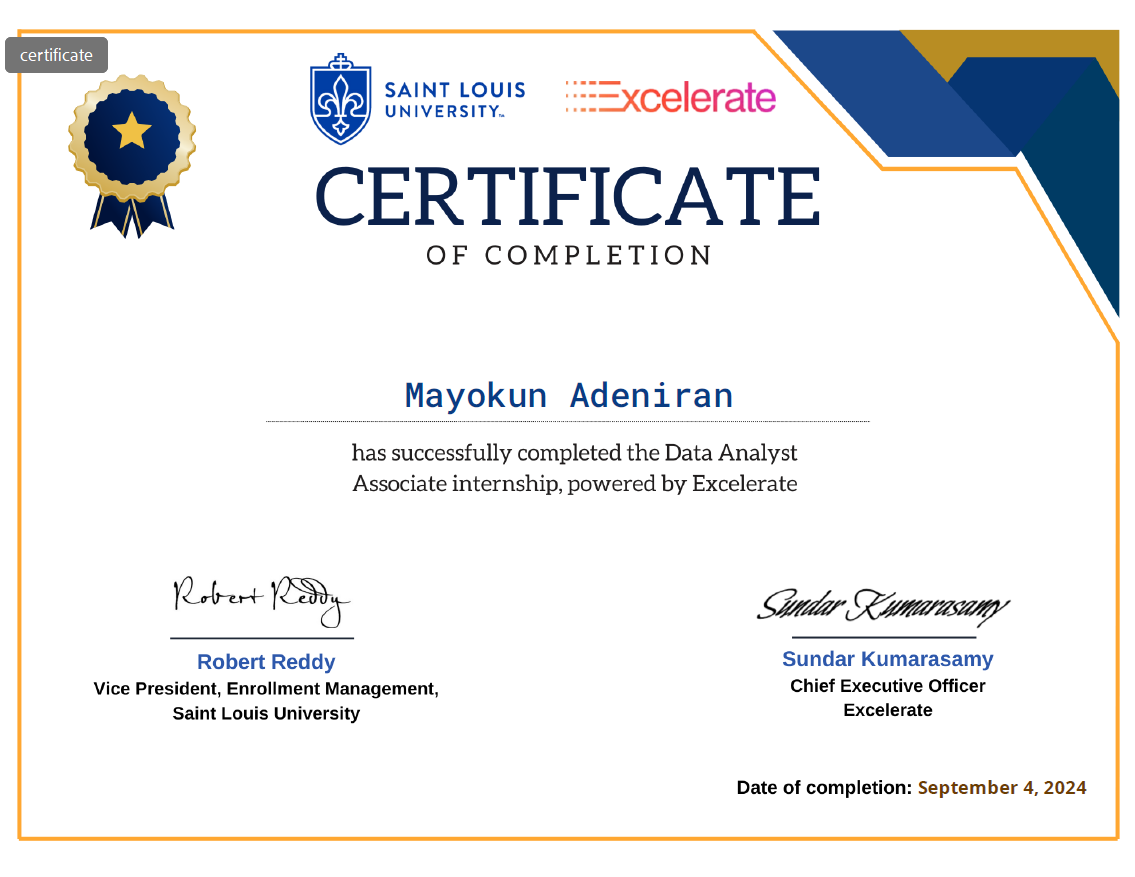 certificate
SAINT LOUIS
UNIVERSITY™
Excelerate
CERTIFICATE
OF COMPLETION
Mayokun Adeniran
has successfully completed the Data Analyst
Associate internship, powered by Excelerate
Robert Reddy
Robert Reddy
Vice President, Enrollment Management,
Saint Louis University
Sundar Kumarasamy
Sundar Kumarasamy
Chief Executive Officer
Excelerate
Date of completion: September 4, 2024